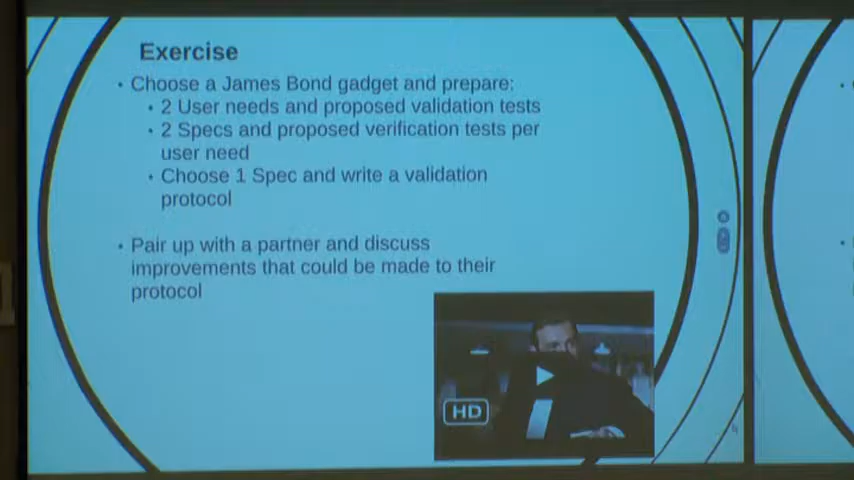 Exercise
• Choose a James Bond gadget and prepare:
• 2 User needs and proposed validation tests
• 2 Specs and proposed verification tests per
user need
• Choose 1 Spec and write a validation
protocol
• Pair up with a partner and discuss
improvements that could be made to their
protocol
HD